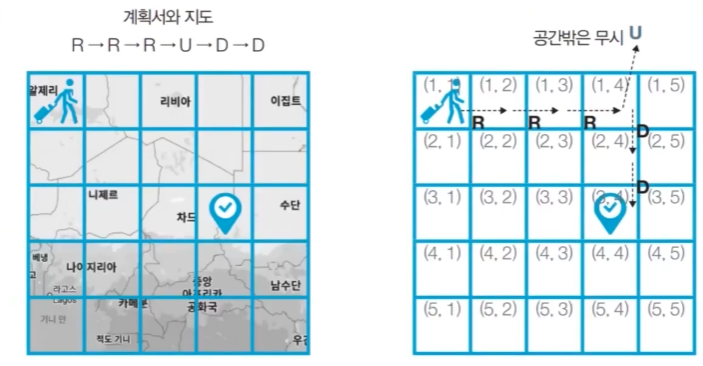 계획서와 지도
R → R → R → U → D → D
알제리
리비아
이집트
니제르
차드
수단
베냉
고
나이지리아
라고스
Lagos
카메룬
중앙
아프리카
공화국
남수단
기니 만
적도 기니
우간
공간밖은 무시 U
(1, 1) (1, 2) (1, 3) (1, 4) (1, 5)
R R R D
(2, 1) (2, 2) (2, 3) (2, 4) (2, 5)
D
(3, 1) (3, 2) (3, 3) (3, 4) (3, 5)
(4, 1) (4, 2) (4, 3) (4, 4) (4, 5)
(5, 1) (5, 2) (5, 3) (5, 4) (5, 5)